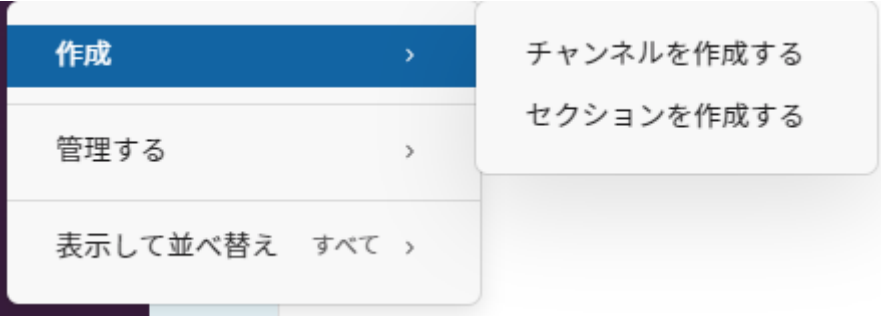 作成
チャンネルを作成する
セクションを作成する
管理する
表示して並べ替え すべて